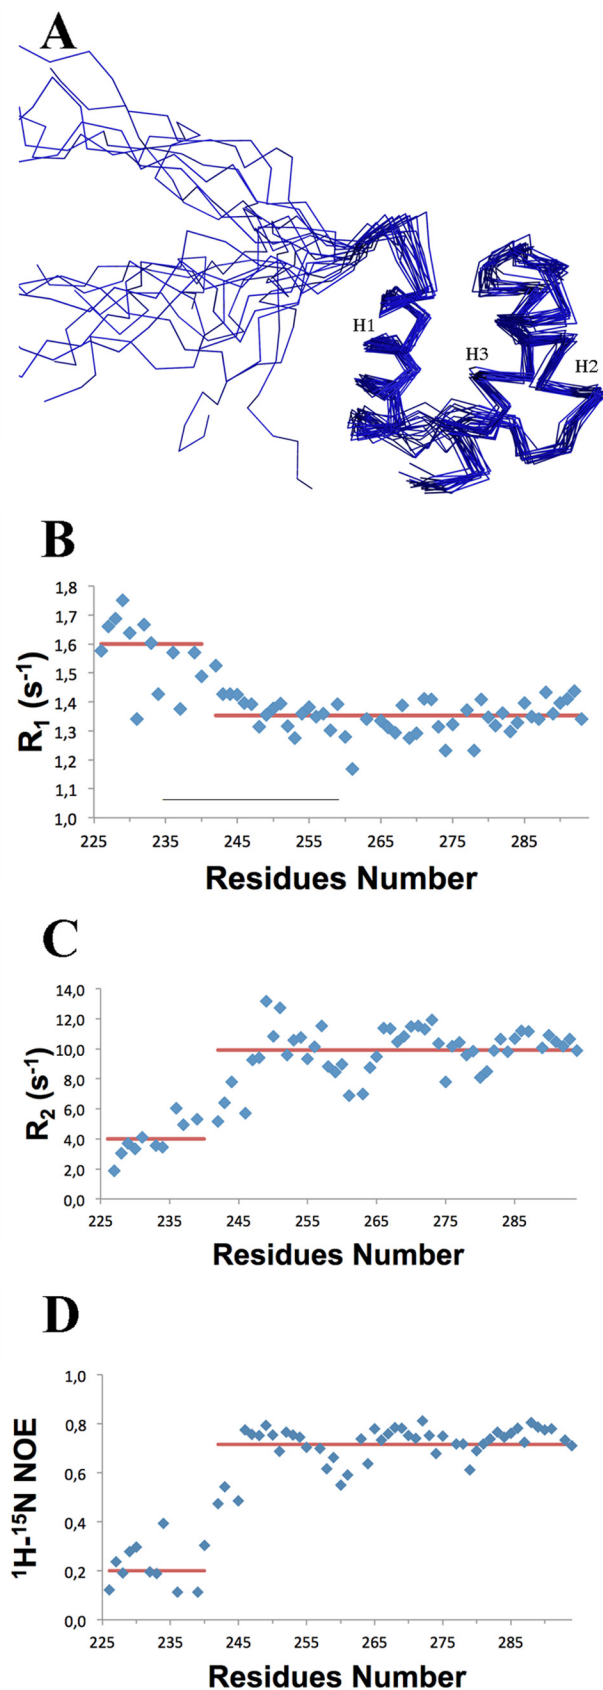 A
H1
H3
H2
B
1,8
1,7
1,6
1,5
1,4
1,3
1,2
1,1
1,0
R1 (s-1)
225 235 245 255 265 275 285
Residues Number
C
14,0
12,0
10,0
8,0
6,0
4,0
2,0
0,0
R2 (s-1)
225 235 245 255 265 275 285
Residues Number
D
1,0
0,8
0,6
0,4
0,2
0,0
1H-15N NOE
225 235 245 255 265 275 285
Residues Number